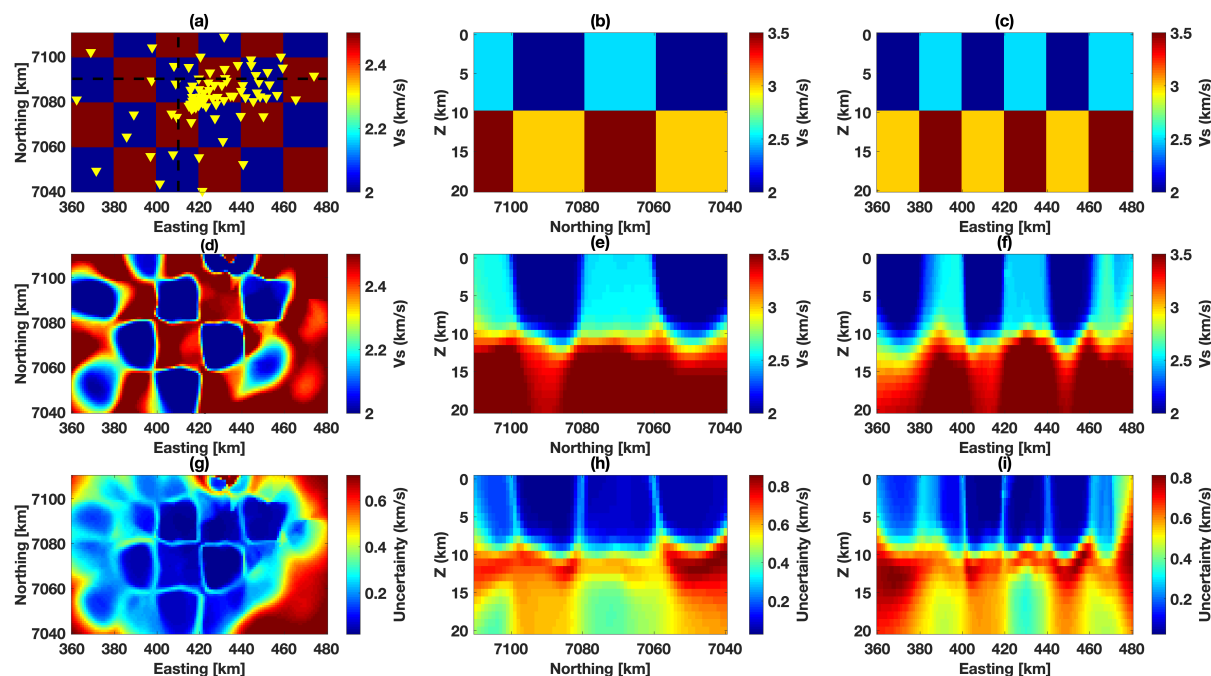 (a)
Northing [km]
7100
7080
7060
7040
360 380 400 420 440 460 480
Easting [km]
2.4
2.2
2
Vs (km/s)
(b)
Z (km)
0
5
10
15
20
7100 7080 7060 7040
Northing [km]
3.5
3
2.5
2
Vs (km/s)
(c)
Z (km)
0
5
10
15
20
360 380 400 420 440 460 480
Easting [km]
3.5
3
2.5
2
Vs (km/s)
(d)
Northing [km]
7100
7080
7060
7040
360 380 400 420 440 460 480
Easting [km]
2.4
2.2
2
Vs (km/s)
(e)
Z (km)
0
5
10
15
20
7100 7080 7060 7040
Northing [km]
3.5
3
2.5
2
Vs (km/s)
(f)
Z (km)
0
5
10
15
20
360 380 400 420 440 460 480
Easting [km]
3.5
3
2.5
2
Vs (km/s)
(g)
Northing [km]
7100
7080
7060
7040
360 380 400 420 440 460 480
Easting [km]
0.6
0.4
0.2
Uncertainty (km/s)
(h)
Z (km)
0
5
10
15
20
7100 7080 7060 7040
Northing [km]
0.8
0.6
0.4
0.2
Uncertainty (km/s)
(i)
Z (km)
0
5
10
15
20
360 380 400 420 440 460 480
Easting [km]
0.8
0.6
0.4
0.2
Uncertainty (km/s)